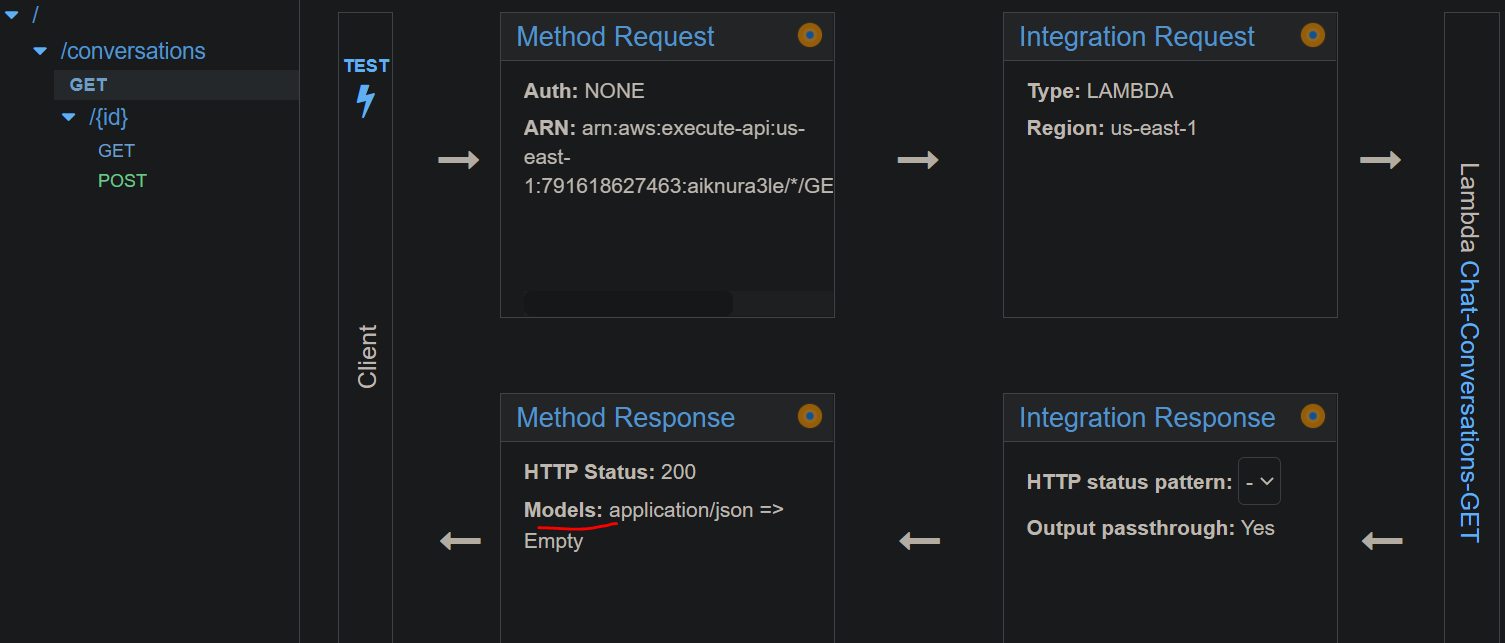 /
/conversations
GET
/{id}
GET
POST
TEST
Client
Method Request
Auth: NONE
ARN: arn:aws:execute-api:us-
east-
1:791618627463:aiknura3le/*/GE
Integration Request
Type: LAMBDA
Region: us-east-1
Lambda Chat-Conversations-GET
Method Response
HTTP Status: 200
Models: application/json =>
Empty
Integration Response
HTTP status pattern: -
Output passthrough: Yes